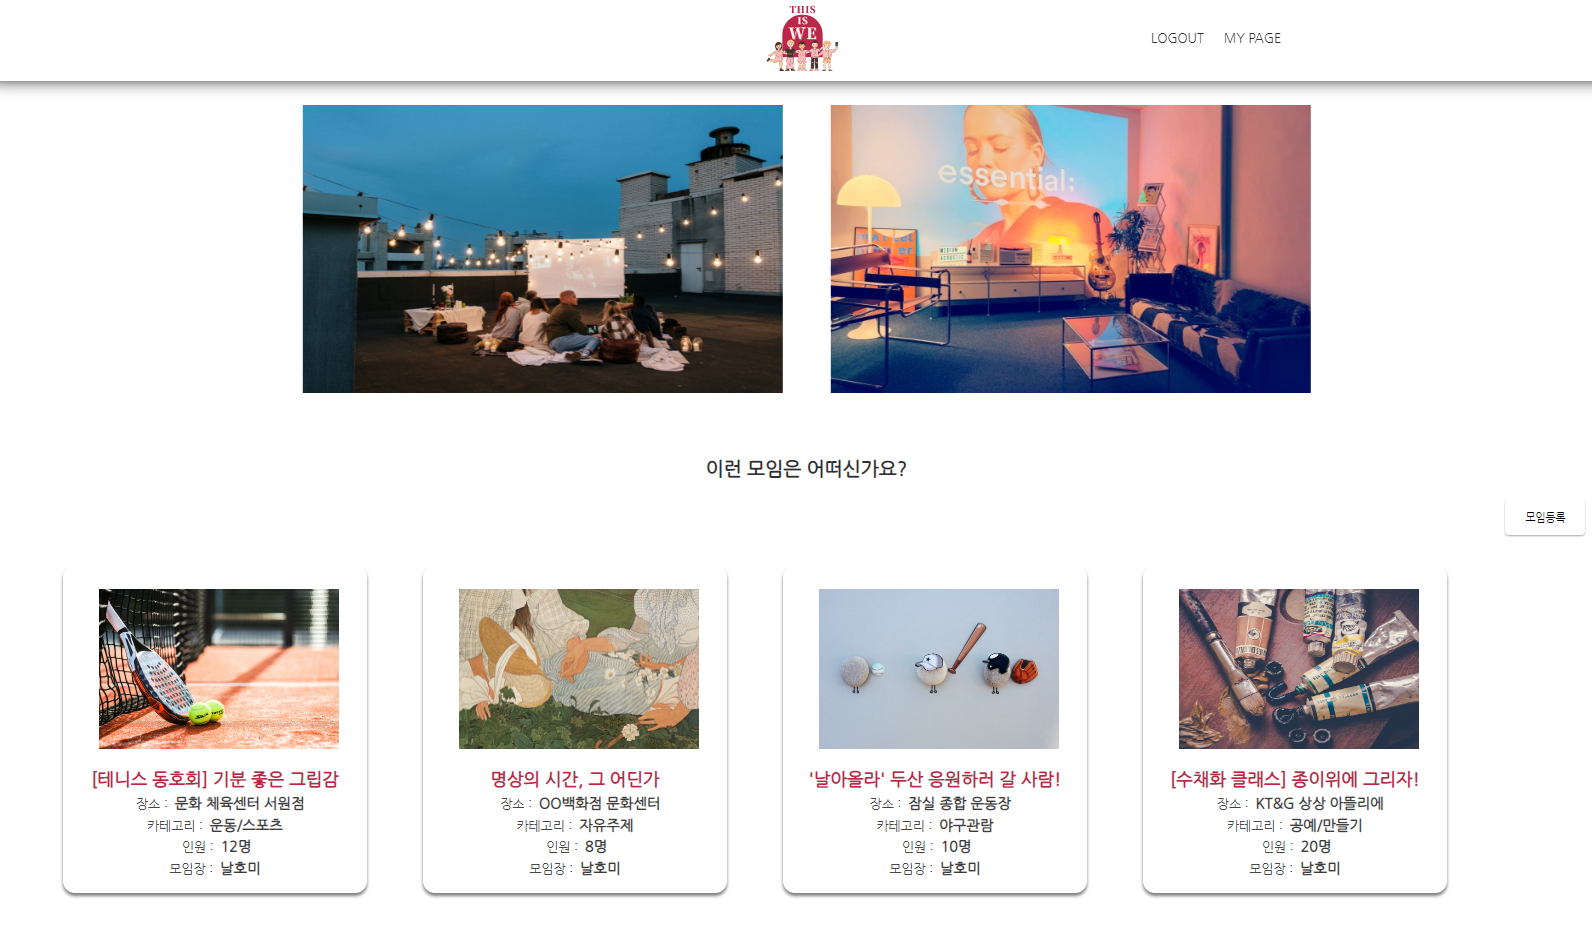 THIS
IS
WE
LOGOUT MY PAGE
essential;
MEDIUM
ACOUSTIC
이런 모임은 어떠신가요?
모임등록
[테니스 동호회] 기분 좋은 그립감
장소 : 문화 체육센터 서원점
카테고리 : 운동/스포츠
인원 : 12명
모임장 : 날호미
명상의 시간, 그 어딘가
장소 : OO백화점 문화센터
카테고리 : 자유주제
인원 : 8명
모임장 : 날호미
'날아올라' 두산 응원하러 갈 사람!
장소 : 잠실 종합 운동장
카테고리 : 야구관람
인원 : 10명
모임장 : 날호미
[수채화 클래스] 종이위에 그리자!
장소 : KT&G 상상 아뜰리에
카테고리 : 공예/만들기
인원 : 20명
모임장 : 날호미